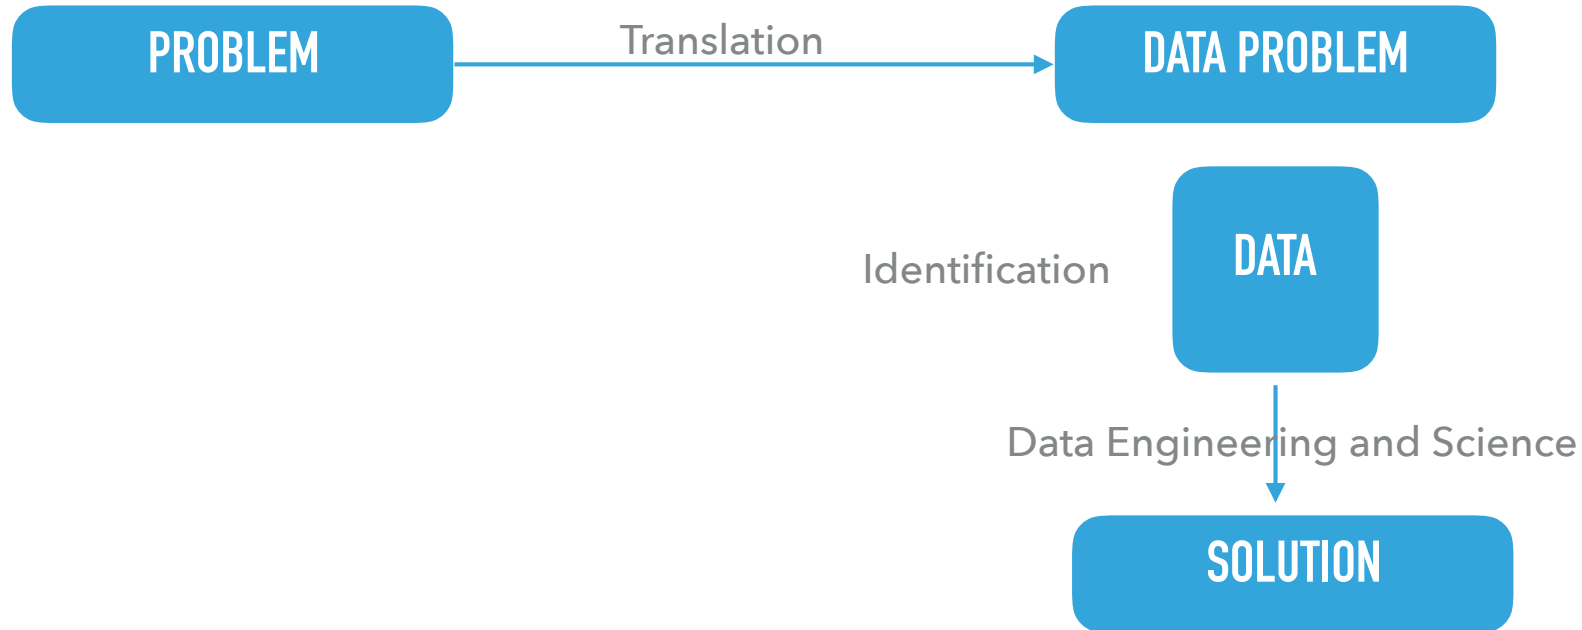 PROBLEM
Translation
DATA PROBLEM
Identification
DATA
Data Engineering and Science
SOLUTION